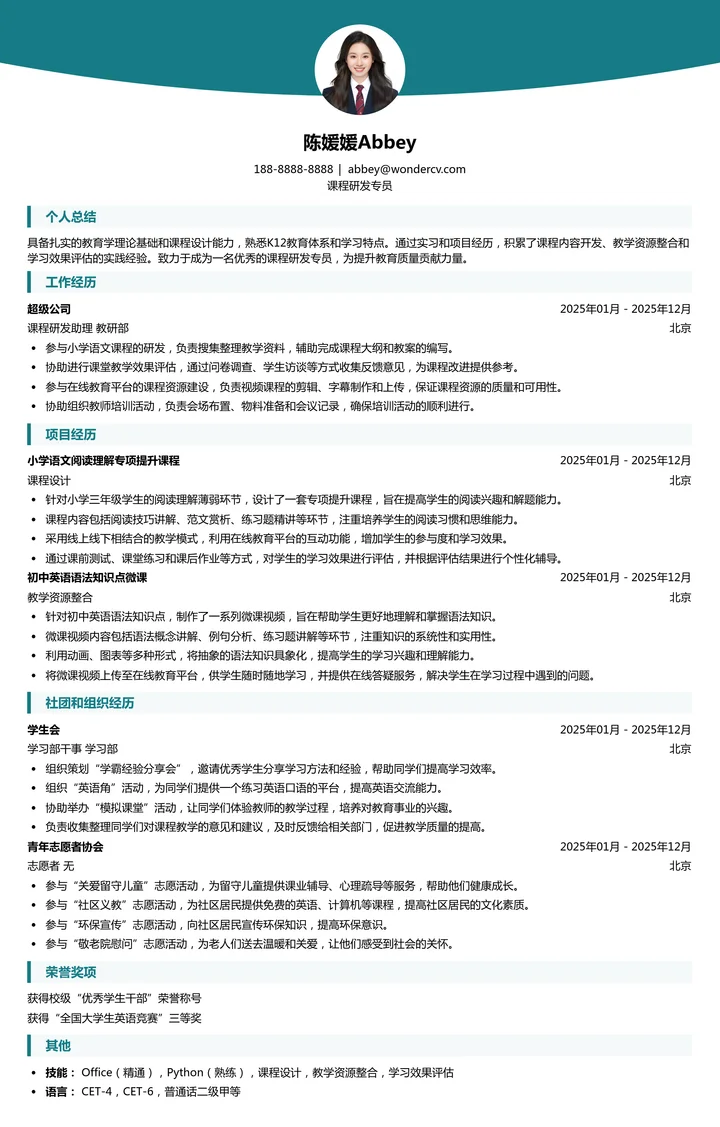 陈媛媛Abbey
188-8888-8888 | abbey@wondercv.com
课程研发专员
个人总结
具备扎实的教育学理论基础和课程设计能力，熟悉K12教育体系和学习特点。通过实习和项目经历，积累了课程内容开发、教学资源整合和
学习效果评估的实践经验。致力于成为一名优秀的课程研发专员，为提升教育质量贡献力量。
工作经历
超级公司 2025年01月 - 2025年12月
课程研发助理 教研部 北京
• 参与小学语文课程的研发，负责搜集整理教学资料，辅助完成课程大纲和教案的编写。
• 协助进行课堂教学效果评估，通过问卷调查、学生访谈等方式收集反馈意见，为课程改进提供参考。
• 参与在线教育平台的课程资源建设，负责视频课程的剪辑、字幕制作和上传，保证课程资源的质量和可用性。
• 协助组织教师培训活动，负责会场布置、物料准备和会议记录，确保培训活动的顺利进行。
项目经历
小学语文阅读理解专项提升课程 2025年01月 - 2025年12月
课程设计 北京
• 针对小学三年级学生的阅读理解薄弱环节，设计了一套专项提升课程，旨在提高学生的阅读兴趣和解题能力。
• 课程内容包括阅读技巧讲解、范文赏析、练习题精讲等环节，注重培养学生的阅读习惯和思维能力。
• 采用线上线下相结合的教学模式，利用在线教育平台的互动功能，增加学生的参与度和学习效果。
• 通过课前测试、课堂练习和课后作业等方式，对学生的学习效果进行评估，并根据评估结果进行个性化辅导。
初中英语语法知识点微课 2025年01月 - 2025年12月
教学资源整合 北京
• 针对初中英语语法知识点，制作了一系列微课视频，旨在帮助学生更好地理解和掌握语法知识。
• 微课视频内容包括语法概念讲解、例句分析、练习题讲解等环节，注重知识的系统性和实用性。
• 利用动画、图表等多种形式，将抽象的语法知识具象化，提高学生的学习兴趣和理解能力。
• 将微课视频上传至在线教育平台，供学生随时随地学习，并提供在线答疑服务，解决学生在学习过程中遇到的问题。
社团和组织经历
学生会 2025年01月 - 2025年12月
学习部干事 学习部 北京
• 组织策划“学霸经验分享会”，邀请优秀学生分享学习方法和经验，帮助同学们提高学习效率。
• 组织“英语角”活动，为同学们提供一个练习英语口语的平台，提高英语交流能力。
• 协助举办“模拟课堂”活动，让同学们体验教师的教学过程，培养对教育事业的兴趣。
• 负责收集整理同学们对课程教学的意见和建议，及时反馈给相关部门，促进教学质量的提高。
青年志愿者协会 2025年01月 - 2025年12月
志愿者 无 北京
• 参与“关爱留守儿童”志愿活动，为留守儿童提供课业辅导、心理疏导等服务，帮助他们健康成长。
• 参与“社区义教”志愿活动，为社区居民提供免费的英语、计算机等课程，提高社区居民的文化素质。
• 参与“环保宣传”志愿活动，向社区居民宣传环保知识，提高环保意识。
• 参与“敬老院慰问”志愿活动，为老人们送去温暖和关爱，让他们感受到社会的关怀。
荣誉奖项
获得校级“优秀学生干部”荣誉称号
获得“全国大学生英语竞赛”三等奖
其他
• 技能： Office（精通），Python（熟练），课程设计，教学资源整合，学习效果评估
• 语言： CET-4，CET-6，普通话二级甲等